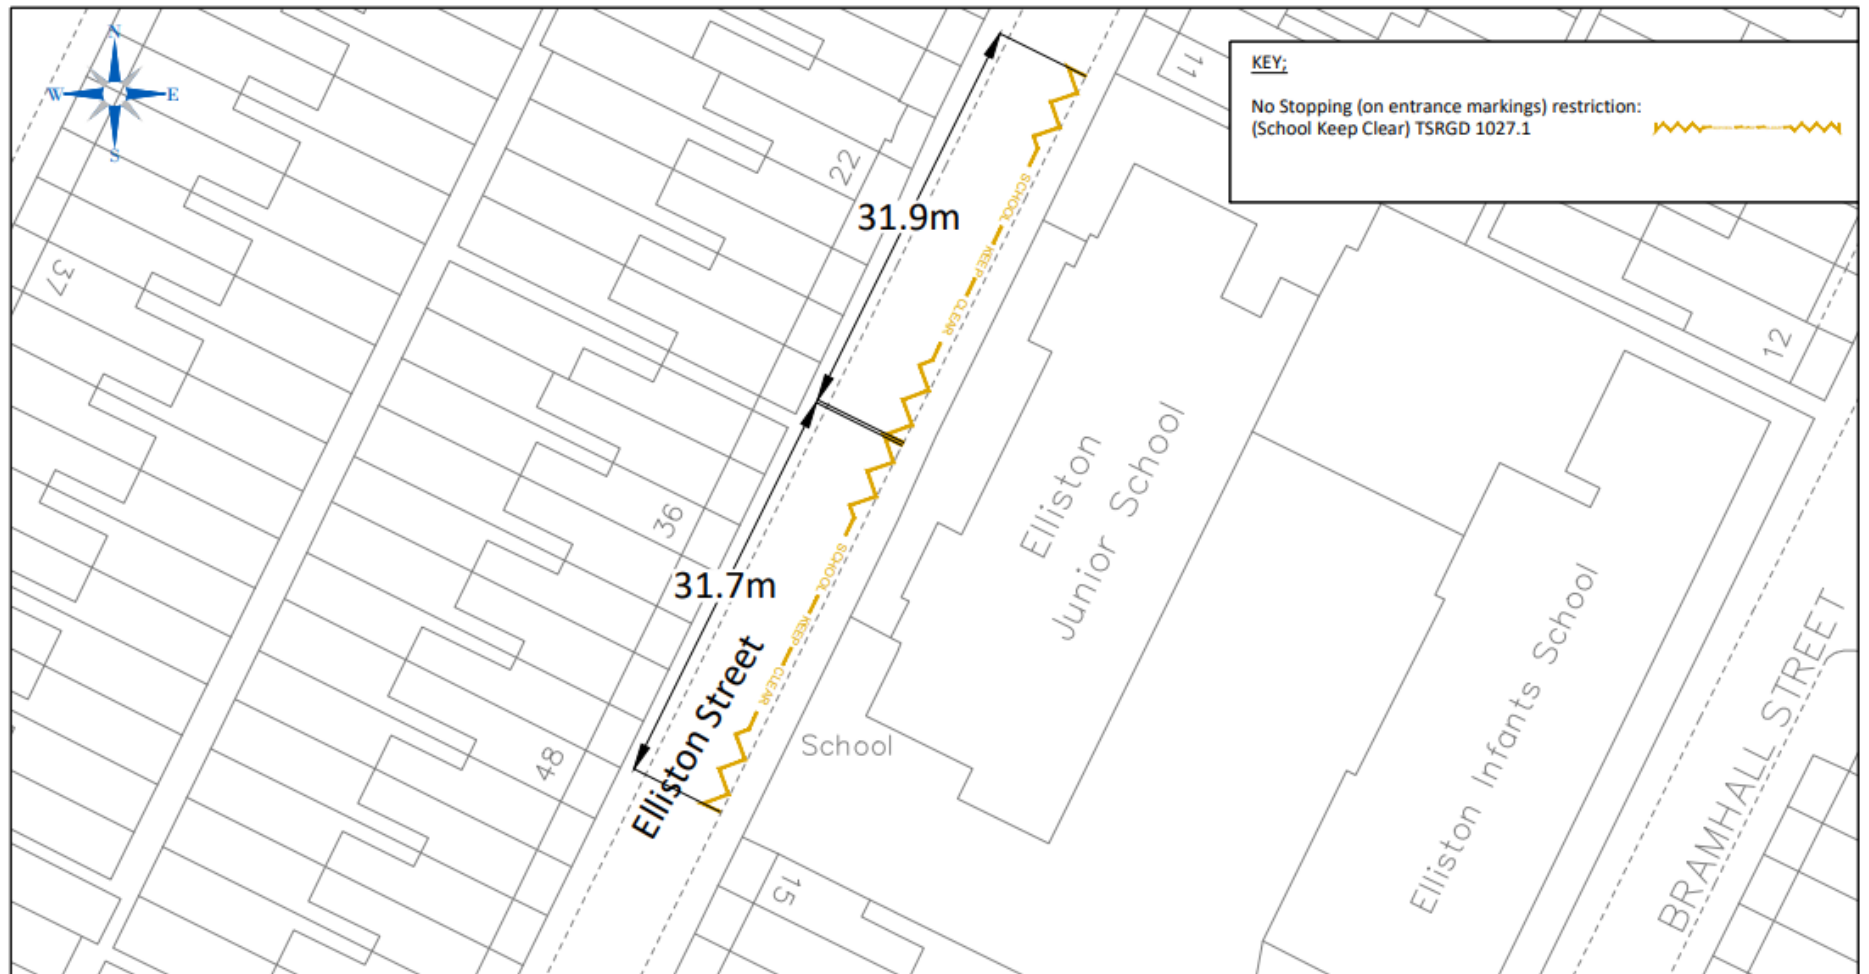 N
W
E
S
KEY;
No Stopping (on entrance markings) restriction:
(School Keep Clear) TSRGD 1027.1
11
22
31.9m
SCHOOL
KEEP
CLEAR
37
12
36
31.7m
SCHOOL
KEEP
CLEAR
Elliston
Junior School
Elliston Street
School
48
15
Elliston Infants School
BRAMHALL STREET